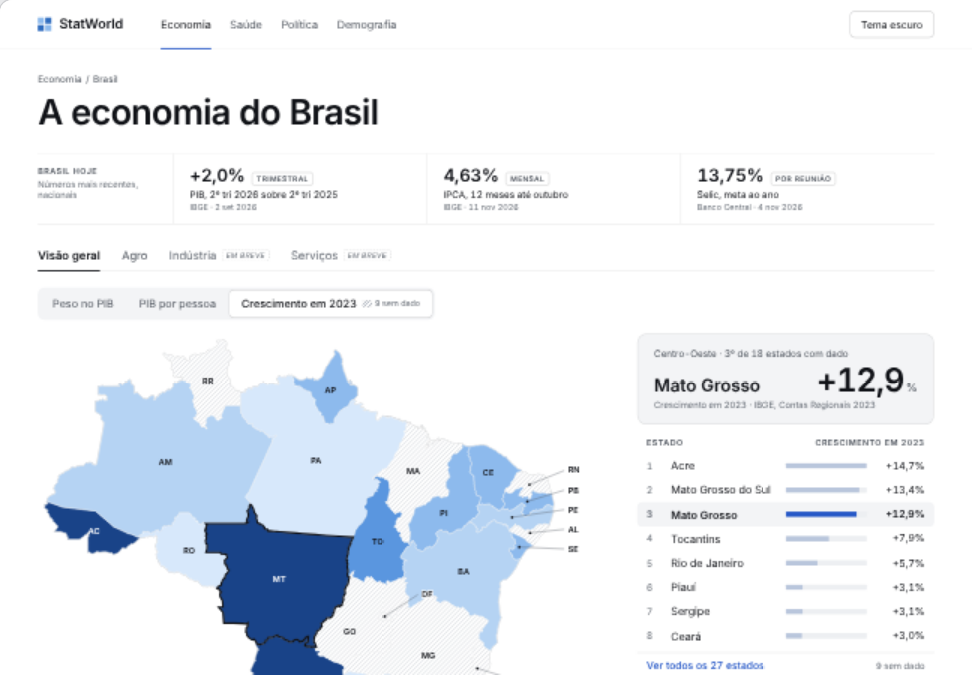 StatWorld
Economia Saúde Política Demografia
Tema escuro
Economia / Brasil
A economia do Brasil
BRASIL HOJE
Números mais recentes,
nacionais
+2,0% TRIMESTRAL
PIB, 2º tri 2026 sobre 2º tri 2025
IBGE · 2 set 2026
4,63% MENSAL
IPCA, 12 meses até outubro
IBGE · 11 nov 2026
13,75% POR REUNIÃO
Selic, meta ao ano
Banco Central · 4 nov 2026
Visão geral Agro Indústria EM BREVE Serviços EM BREVE
Peso no PIB PIB por pessoa Crescimento em 2023 9 sem dado
RR
AP
AM
PA
MA
CE
RN
PB
PE
AL
SE
PI
AC
RO
TO
MT
BA
DF
GO
MG
Centro-Oeste · 3º de 18 estados com dado
Mato Grosso +12,9 %
Crescimento em 2023 · IBGE, Contas Regionais 2023
ESTADO CRESCIMENTO EM 2023
1 Acre +14,7%
2 Mato Grosso do Sul +13,4%
3 Mato Grosso +12,9%
4 Tocantins +7,9%
5 Rio de Janeiro +5,7%
6 Piauí +3,1%
7 Sergipe +3,1%
8 Ceará +3,0%
Ver todos os 27 estados 9 sem dado